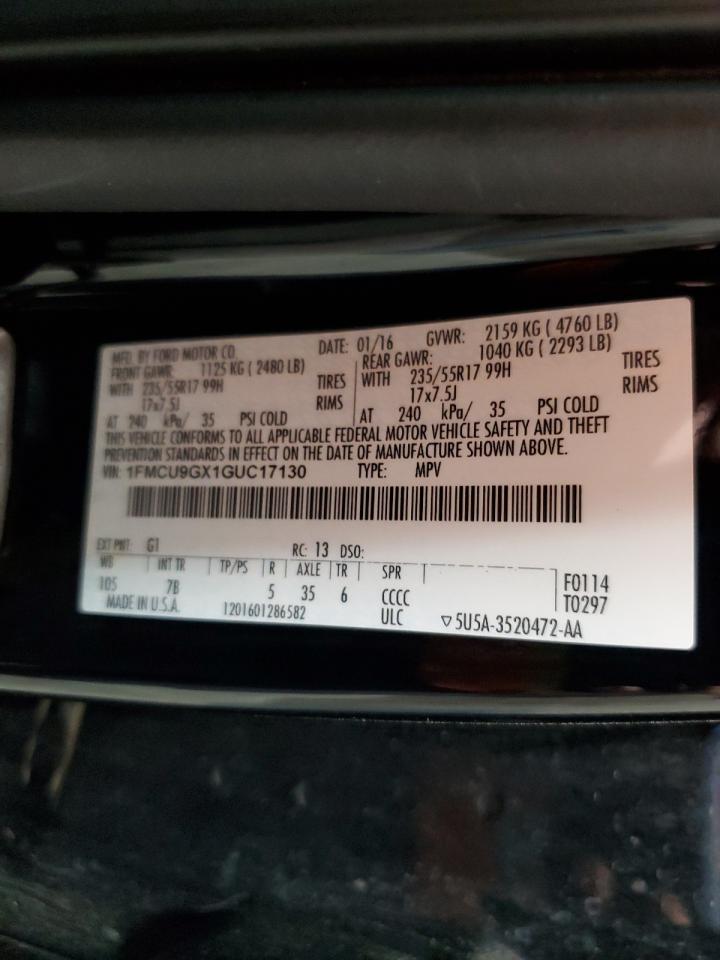 MFD. BY FORD MOTOR CO. DATE: 01/16 GVWR: 2159 KG ( 4760 LB)
FRONT GAWR: 1125 KG ( 2480 LB) REAR GAWR: 1040 KG ( 2293 LB)
WITH 235/55R17 99H TIRES WITH 235/55R17 99H TIRES
17x7.5J RIMS 17x7.5J RIMS
AT 240 kPa/ 35 PSI COLD AT 240 kPa/ 35 PSI COLD
THIS VEHICLE CONFORMS TO ALL APPLICABLE FEDERAL MOTOR VEHICLE SAFETY AND THEFT
PREVENTION STANDARDS IN EFFECT ON THE DATE OF MANUFACTURE SHOWN ABOVE.
VIN: 1FMCU9GX1GUC17130 TYPE: MPV
EXT PNT: G1 RC: 13 DSO:
WB INT TR TP/PS R AXLE TR SPR
105 7B 5 35 6 CCCC F0114
MADE IN U.S.A. 1201601286582 ULC T0297
▽5U5A-3520472-AA